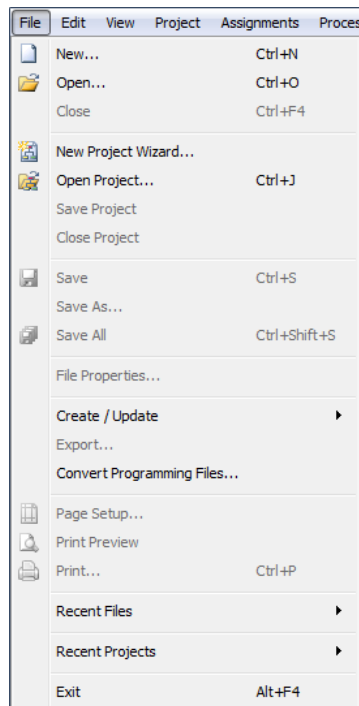 File Edit View Project Assignments Proces
New... Ctrl+N
Open... Ctrl+O
Close Ctrl+F4
New Project Wizard...
Open Project... Ctrl+J
Save Project
Close Project
Save Ctrl+S
Save As...
Save All Ctrl+Shift+S
File Properties...
Create / Update
Export...
Convert Programming Files...
Page Setup...
Print Preview
Print... Ctrl+P
Recent Files
Recent Projects
Exit Alt+F4